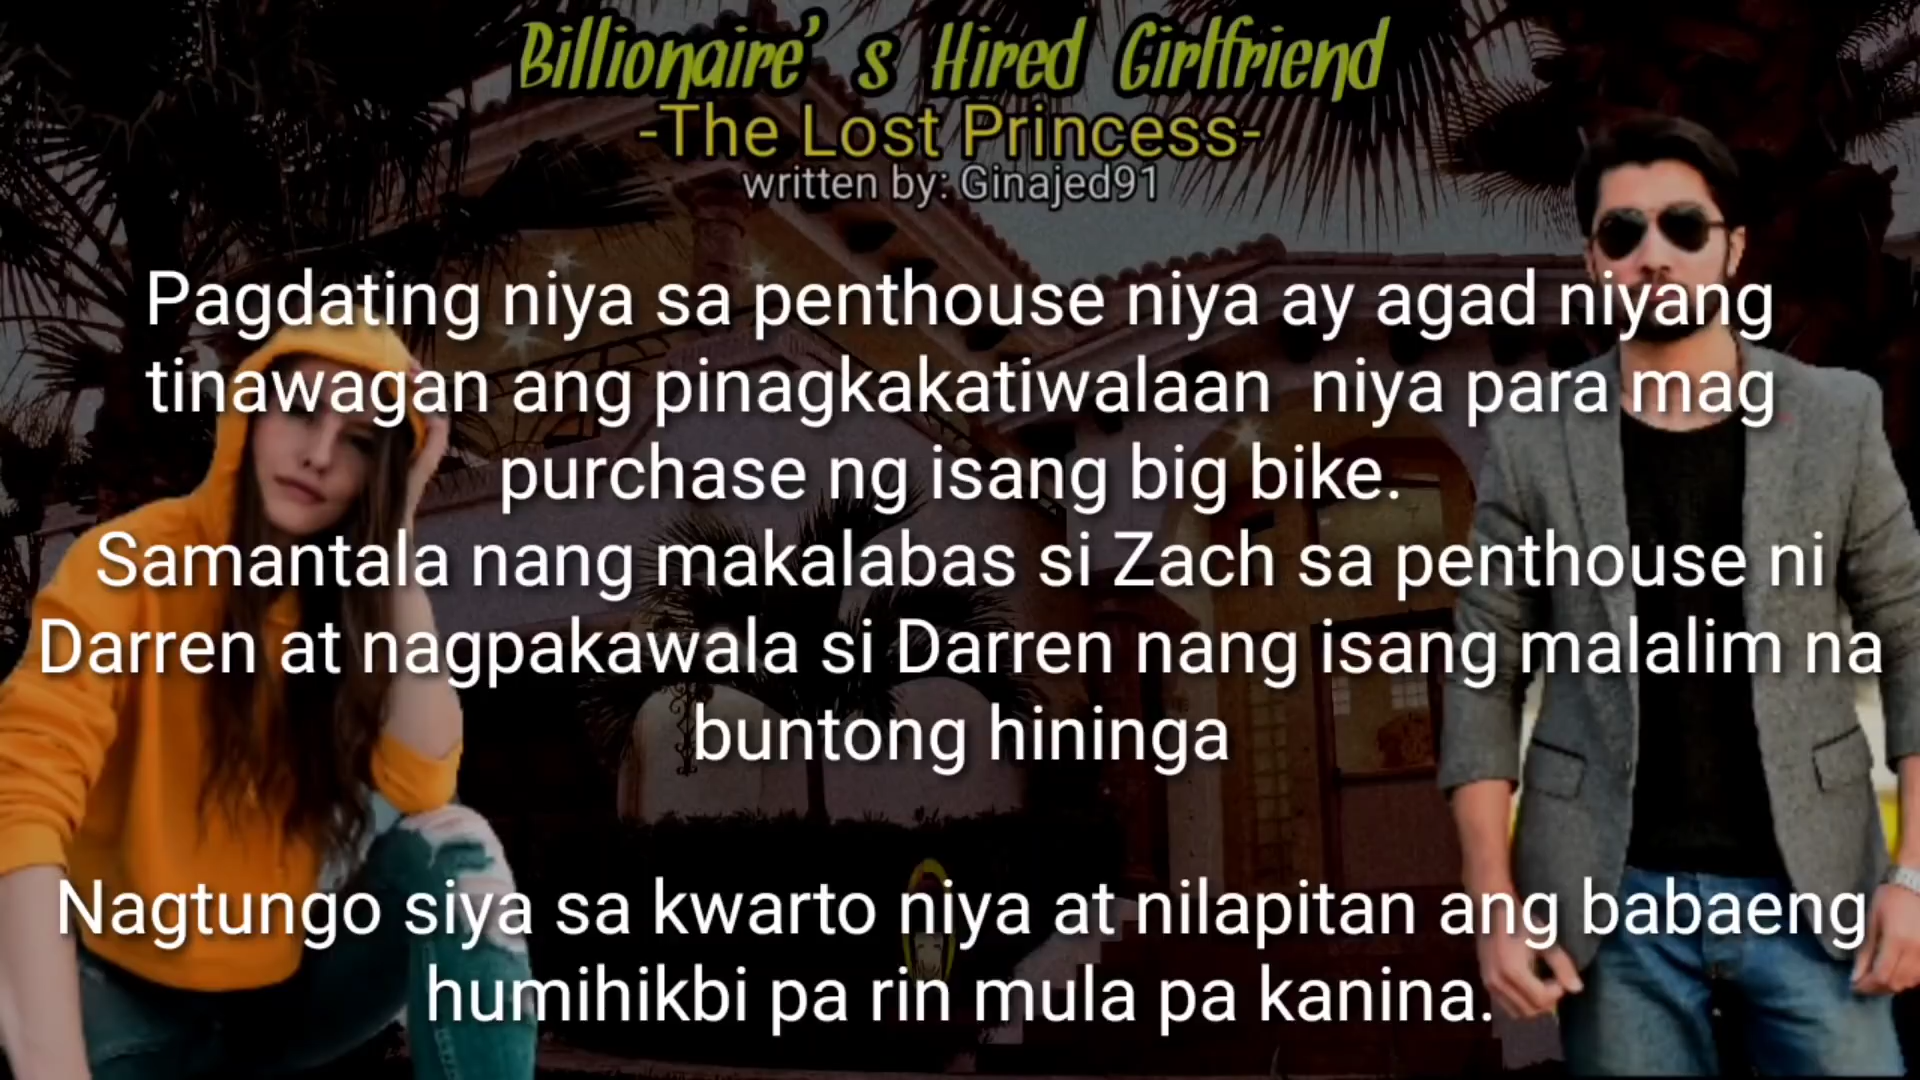 Billionaire's Hired Girlfriend
-The Lost Princess-
written by: Ginajed91
Pagdating niya sa penthouse niya ay agad niyang
tinawagan ang pinagkakatiwalaan niya para mag
purchase ng isang big bike.
Samantala nang makalabas si Zach sa penthouse ni
Darren at nagpakawala si Darren nang isang malalim na
buntong hininga
Nagtungo siya sa kwarto niya at nilapitan ang babaeng
humihikbi pa rin mula pa kanina.